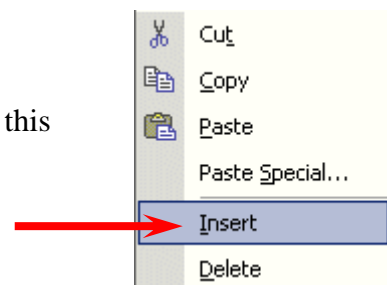 Cut
Copy
this
Paste
Paste Special...
Insert
Delete